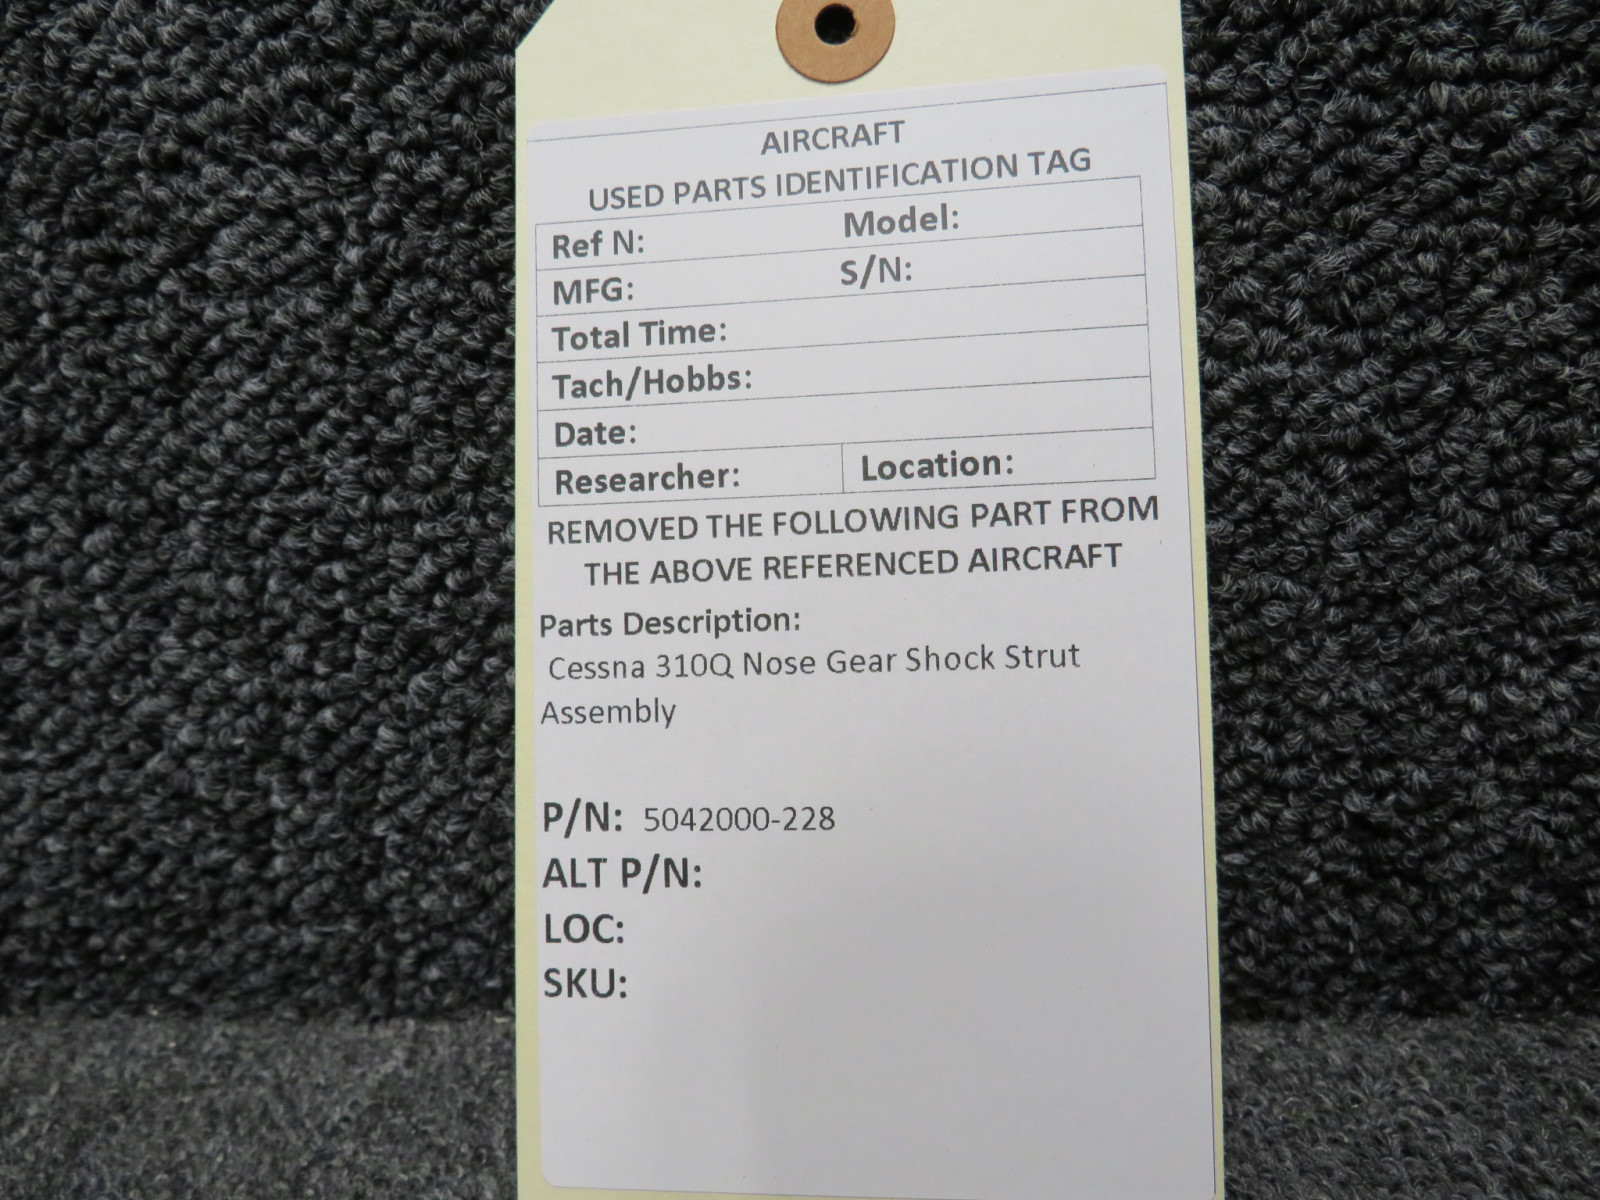 AIRCRAFT
USED PARTS IDENTIFICATION TAG
Ref N: Model:
MFG: S/N:
Total Time:
Tach/Hobbs:
Date:
Researcher: Location:
REMOVED THE FOLLOWING PART FROM
THE ABOVE REFERENCED AIRCRAFT
Parts Description:
Cessna 310Q Nose Gear Shock Strut
Assembly
P/N: 5042000-228
ALT P/N:
LOC:
SKU: